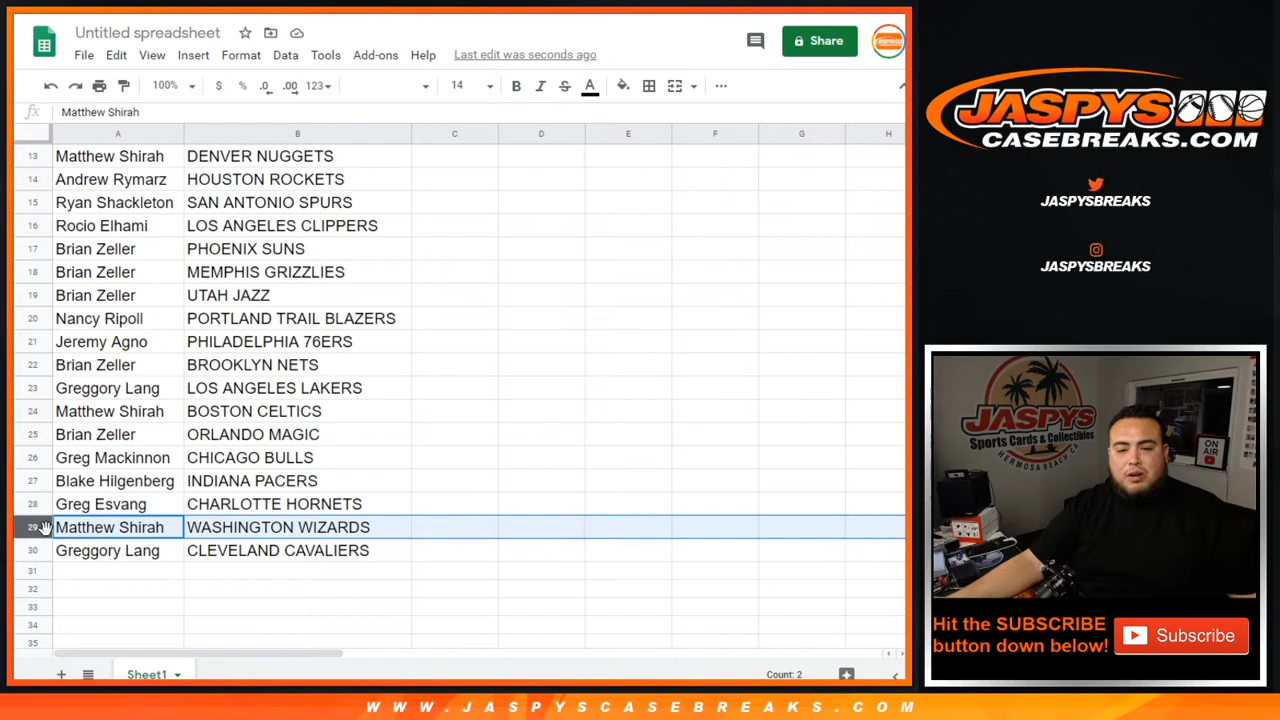 Untitled spreadsheet
File Edit View Insert Format Data Tools Add-ons Help Last edit was seconds ago
Share
100% $ % .0 .00 123 14 B I S A
fx Matthew Shirah
A B C D E F G H
13 Matthew Shirah DENVER NUGGETS
14 Andrew Rymarz HOUSTON ROCKETS
15 Ryan Shackleton SAN ANTONIO SPURS
16 Rocio Elhami LOS ANGELES CLIPPERS
17 Brian Zeller PHOENIX SUNS
18 Brian Zeller MEMPHIS GRIZZLIES
19 Brian Zeller UTAH JAZZ
20 Nancy Ripoll PORTLAND TRAIL BLAZERS
21 Jeremy Agno PHILADELPHIA 76ERS
22 Brian Zeller BROOKLYN NETS
23 Greggory Lang LOS ANGELES LAKERS
24 Matthew Shirah BOSTON CELTICS
25 Brian Zeller ORLANDO MAGIC
26 Greg Mackinnon CHICAGO BULLS
27 Blake Hilgenberg INDIANA PACERS
28 Greg Esvang CHARLOTTE HORNETS
29 Matthew Shirah WASHINGTON WIZARDS
30 Greggory Lang CLEVELAND CAVALIERS
31
32
33
34
35
Sheet1 Count: 2
JASPYS
CASEBREAKS.COM
JASPYSBREAKS
JASPYSBREAKS
JASPYS
Sports Cards & Collectibles
HERMOSA BEACH, CA
ON AIR
Hit the SUBSCRIBE
button down below!
Subscribe
WWW.JASPYSCASEBREAKS.COM